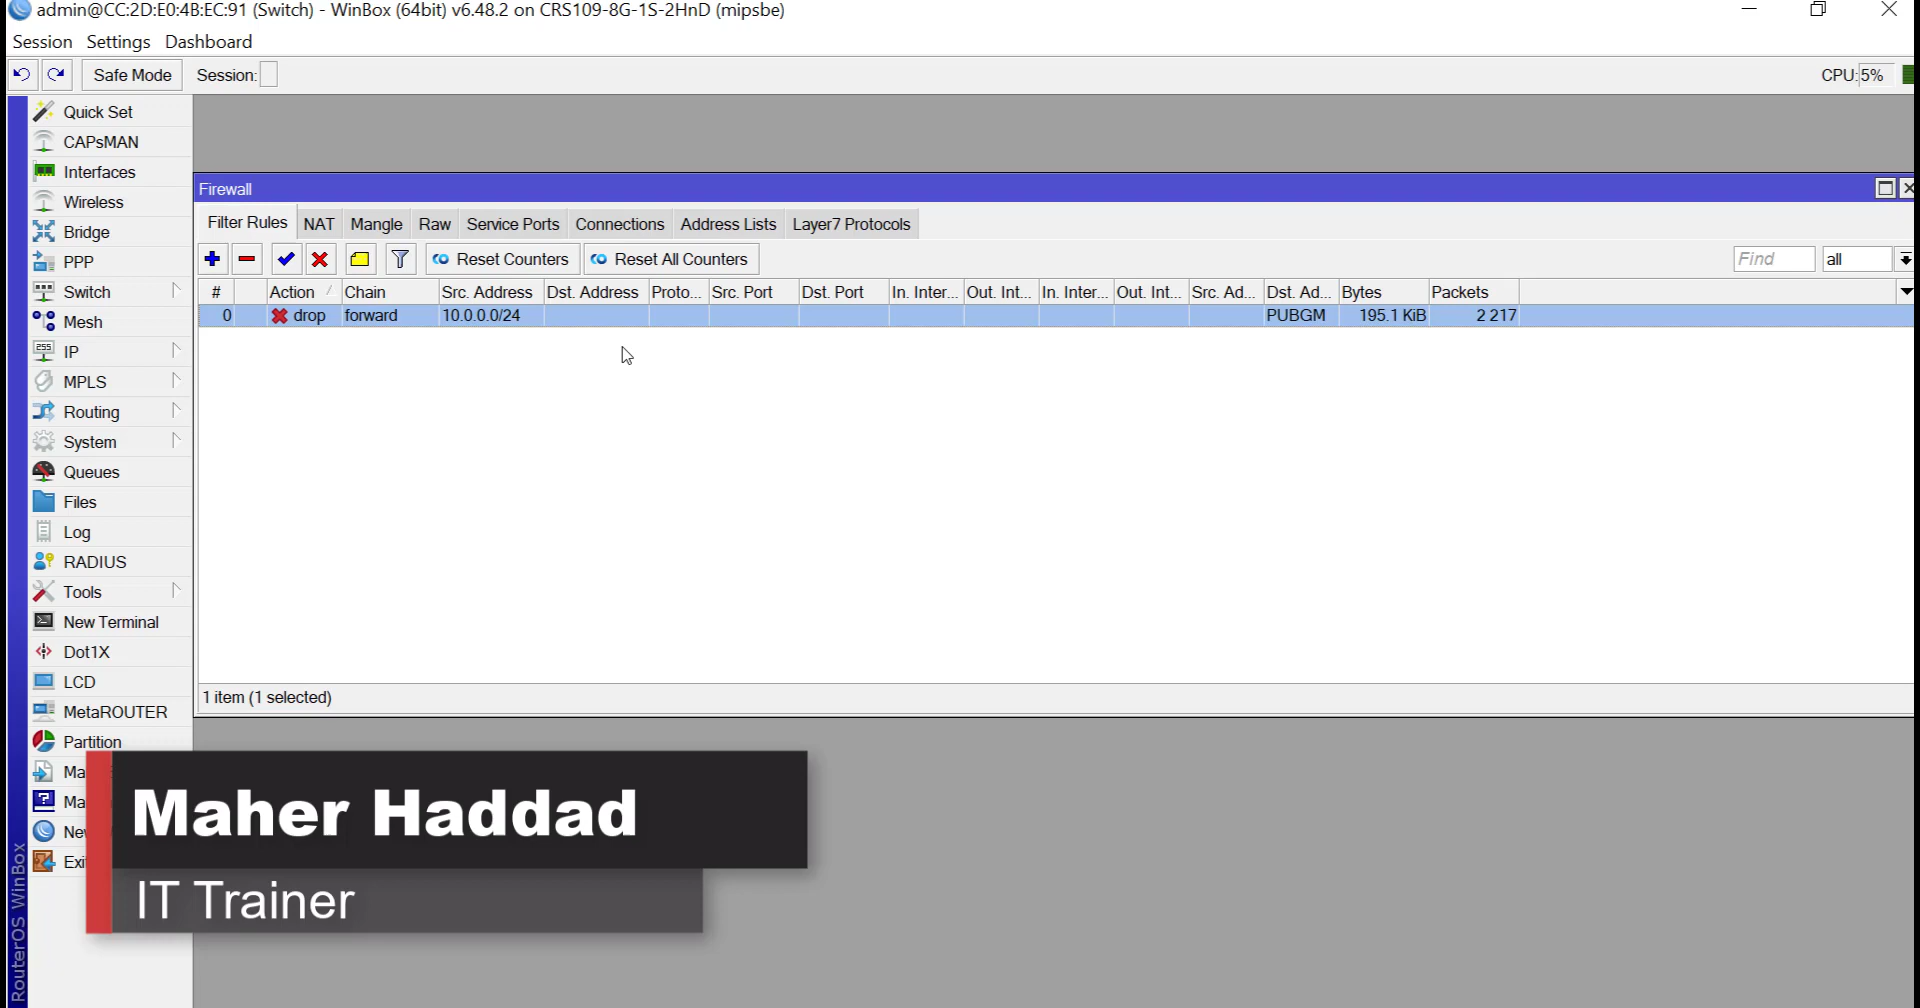 admin@CC:2D:E0:4B:EC:91 (Switch) - WinBox (64bit) v6.48.2 on CRS109-8G-1S-2HnD (mipsbe)
Session Settings Dashboard
Safe Mode Session: CPU: 5%
Quick Set
CAPsMAN
Interfaces
Wireless
Bridge
PPP
Switch
Mesh
IP
MPLS
Routing
System
Queues
Files
Log
RADIUS
Tools
New Terminal
Dot1X
LCD
MetaROUTER
Partition
Ma
Ma
Ne
Exi
RouterOS WinBox
Firewall
Filter Rules NAT Mangle Raw Service Ports Connections Address Lists Layer7 Protocols
Reset Counters Reset All Counters Find all
# Action Chain Src. Address Dst. Address Proto... Src. Port Dst. Port In. Inter... Out. Int... In. Inter... Out. Int... Src. Ad... Dst. Ad... Bytes Packets
0 drop forward 10.0.0.0/24 PUBGM 195.1 KiB 2 217
1 item (1 selected)
Maher Haddad
IT Trainer